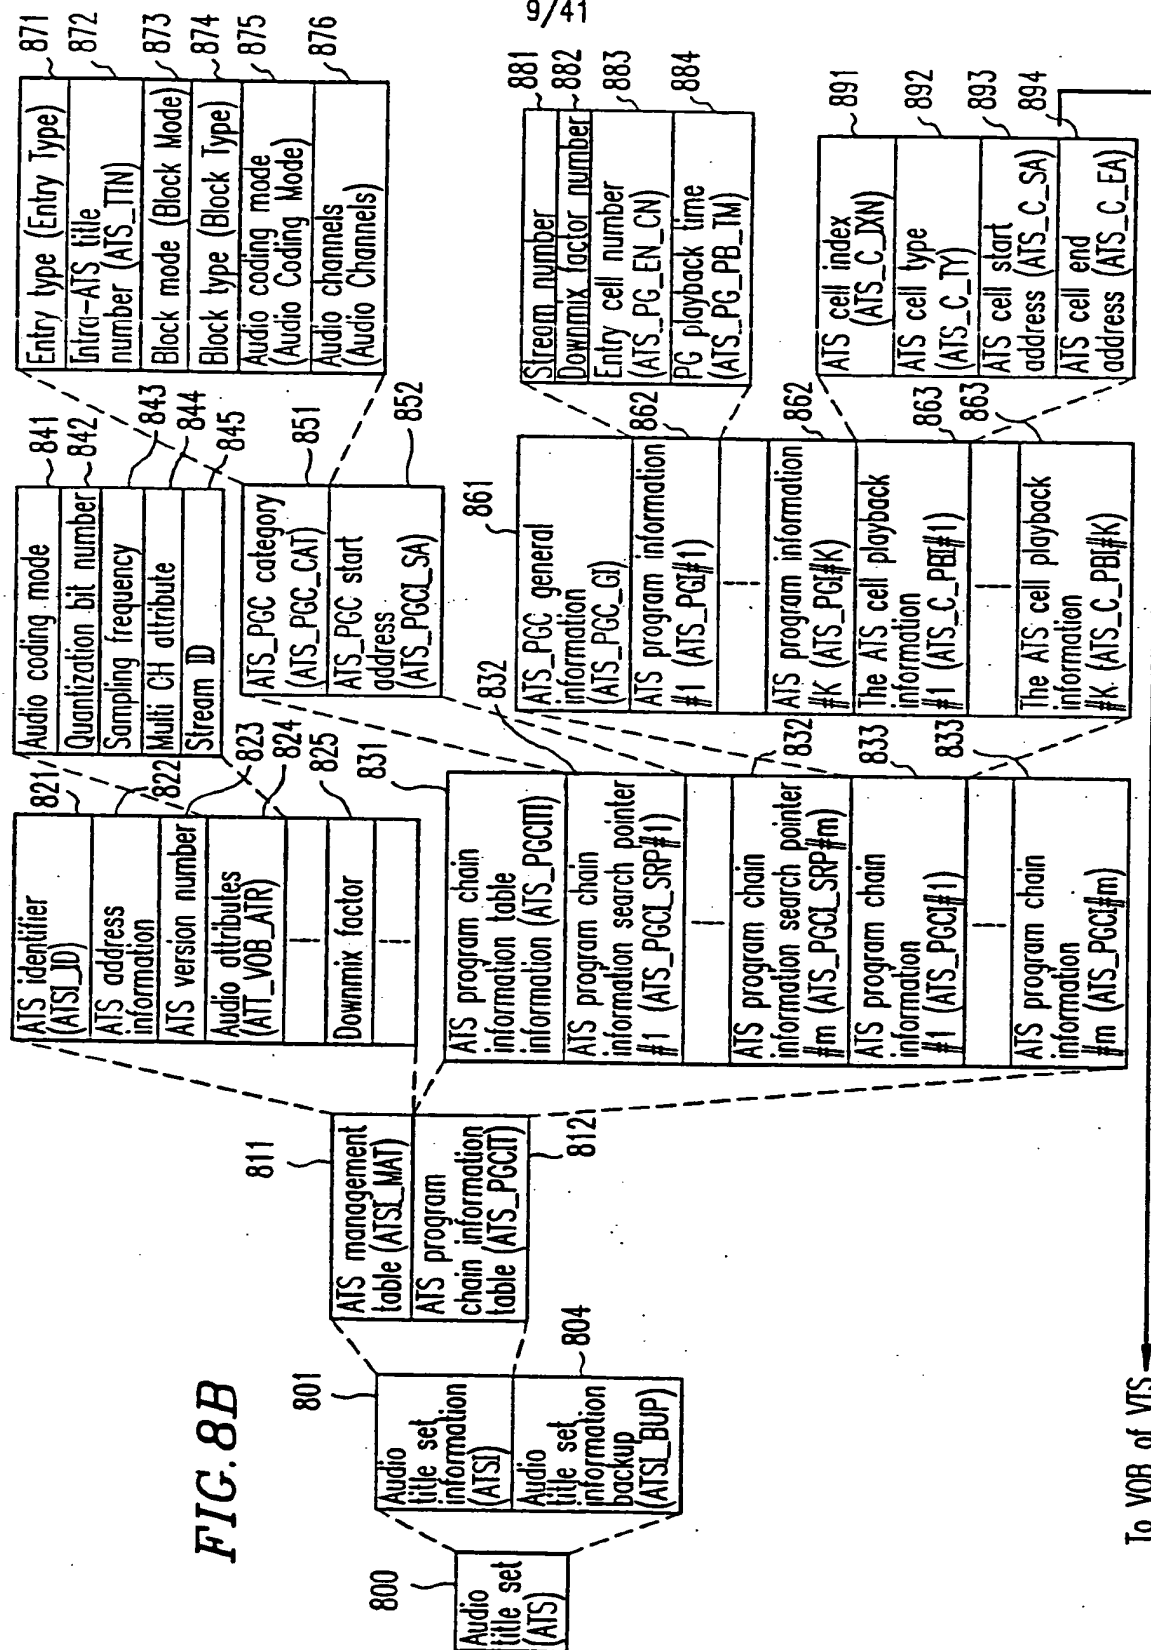 9/41
FIG.8B
800
Audio
title set
(ATS)
801
Audio
title set
information
(ATSI)
Audio
title set
information
backup
(ATSI_BUP)
804
811
ATS management
table (ATSI_MAT)
ATS program
chain information
table (ATS_PGCIT)
812
ATS identifier
(ATSI_ID)
821
ATS address
information
822
ATS version number
823
Audio attributes
(ATT_VOB_ATR)
824
Downmix factor
825
831
ATS program chain
information table
information (ATS_PGCITI)
ATS program chain
information search pointer
#1 (ATS_PGCI_SRP#1)
832
ATS program chain
information search pointer
#m (ATS_PGCI_SRP#m)
832
ATS program chain
information
#1 (ATS_PGCI#1)
833
ATS program chain
information
#m (ATS_PGCI#m)
833
Audio coding mode
841
Quantization bit number
842
Sampling frequency
843
Multi CH attribute
844
Stream ID
845
ATS_PGC category
(ATS_PGC_CAT)
851
ATS_PGC start
address
(ATS_PGCI_SA)
852
861
ATS_PGC general
information
(ATS_PGC_GI)
ATS program information
#1 (ATS_PGI#1)
862
ATS program information
#K (ATS_PGI#K)
862
The ATS cell playback
information
#1 (ATS_C_PBI#1)
863
The ATS cell playback
information
#K (ATS_C_PBI#K)
863
Entry type (Entry Type)
871
Intra-ATS title
number (ATS_TTN)
872
Block mode (Block Mode)
873
Block type (Block Type)
874
Audio coding mode
(Audio Coding Mode)
875
Audio channels
(Audio Channels)
876
Stream number
881
Downmix factor number
882
Entry cell number
(ATS_PG_EN_CN)
883
PG playback time
(ATS_PG_PB_TM)
884
ATS cell index
(ATS_C_IXN)
891
ATS cell type
(ATS_C_TY)
892
ATS cell start
address (ATS_C_SA)
893
ATS cell end
address (ATS_C_EA)
894
To VOB of VTS